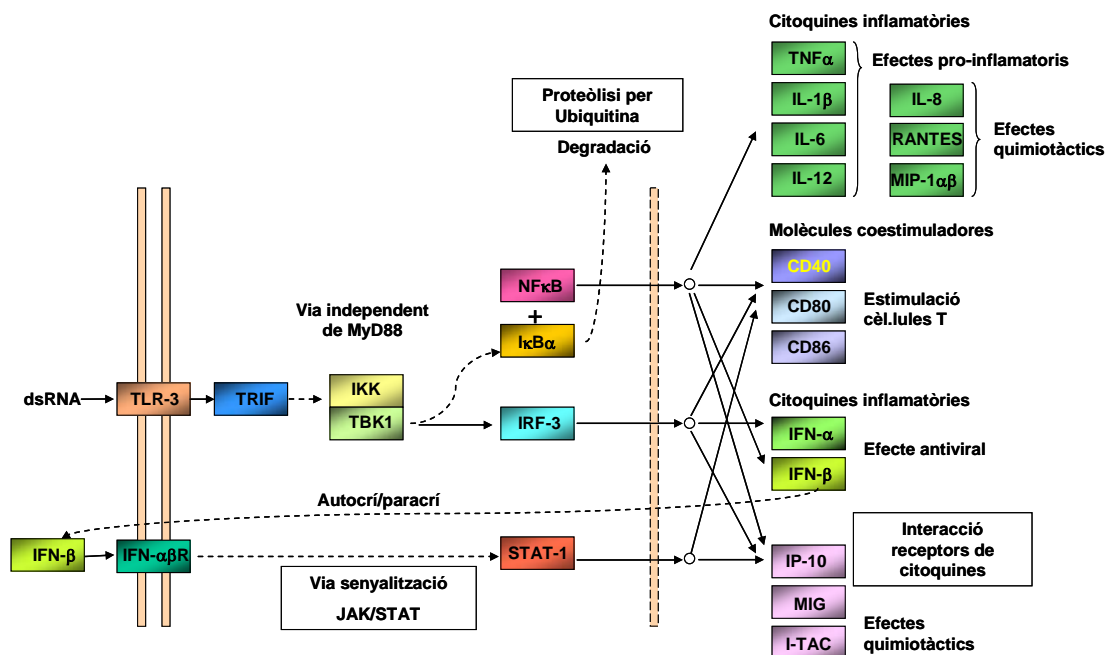 Citoquines inflamatòries
TNFα
Efectes pro-inflamatoris
IL-1β
IL-8
IL-6
RANTES
Efectes
quimiotàctics
IL-12
MIP-1αβ
Proteòlisi per
Ubiquitina
Degradació
Molècules coestimuladores
CD40
CD80
Estimulació
cèl.lules T
CD86
NFκB
+
IκBα
Via independent
de MyD88
dsRNA
TLR-3
TRIF
IKK
TBK1
IRF-3
Citoquines inflamatòries
IFN-α
Efecte antiviral
IFN-β
Autocrí/paracrí
IFN-β
IFN-αβR
STAT-1
Via senyalització
JAK/STAT
Interacció
receptors de
citoquines
IP-10
MIG
Efectes
quimiotàctics
I-TAC